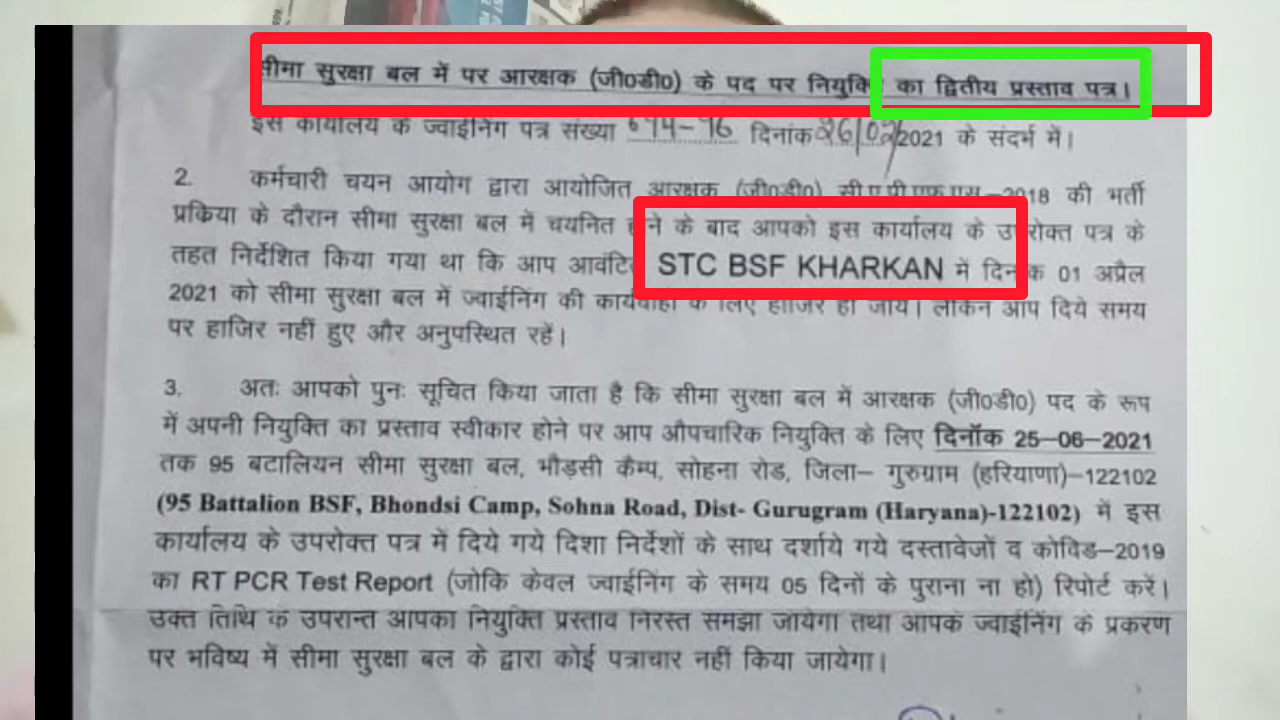 सीमा सुरक्षा बल में पर आरक्षक (जी0डी0) के पद पर नियुक्ति का द्वितीय प्रस्ताव पत्र।
इस कार्यालय के ज्वाईनिंग पत्र संख्या 694-96 दिनांक 26/02/2021 के संदर्भ में।
2. कर्मचारी चयन आयोग द्वारा आयोजित आरक्षक (जी0डी0) सी.ए.पी.एफ.एस.-2018 की भर्ती
प्रकिया के दौरान सीमा सुरक्षा बल में चयनित होने के बाद आपको इस कार्यालय के उपरोक्त पत्र के
तहत निर्देशित किया गया था कि आप आवंटित STC BSF KHARKAN में दिनांक 01 अप्रैल
2021 को सीमा सुरक्षा बल में ज्वाईनिंग की कार्यवाही के लिए हाजिर हो जाये। लेकिन आप दिये समय
पर हाजिर नहीं हुए और अनुपस्थित रहें।
3. अतः आपको पुनः सूचित किया जाता है कि सीमा सुरक्षा बल में आरक्षक (जी0डी0) पद के रूप
में अपनी नियुक्ति का प्रस्ताव स्वीकार होने पर आप औपचारिक नियुक्ति के लिए दिनॉक 25-06-2021
तक 95 बटालियन सीमा सुरक्षा बल, भौड़सी कैम्प, सोहना रोड, जिला- गुरुग्राम (हरियाणा)-122102
(95 Battalion BSF, Bhondsi Camp, Sohna Road, Dist- Gurugram (Haryana)-122102) में इस
कार्यालय के उपरोक्त पत्र में दिये गये दिशा निर्देशों के साथ दर्शाये गये दस्तावेजों व कोविड-2019
का RT PCR Test Report (जोकि केवल ज्वाईनिंग के समय 05 दिनों के पुराना ना हो) रिपोर्ट करें।
उक्त तिथि के उपरान्त आपका नियुक्ति प्रस्ताव निरस्त समझा जायेगा तथा आपके ज्वाईनिंग के प्रकरण
पर भविष्य में सीमा सुरक्षा बल के द्वारा कोई पत्राचार नहीं किया जायेगा।